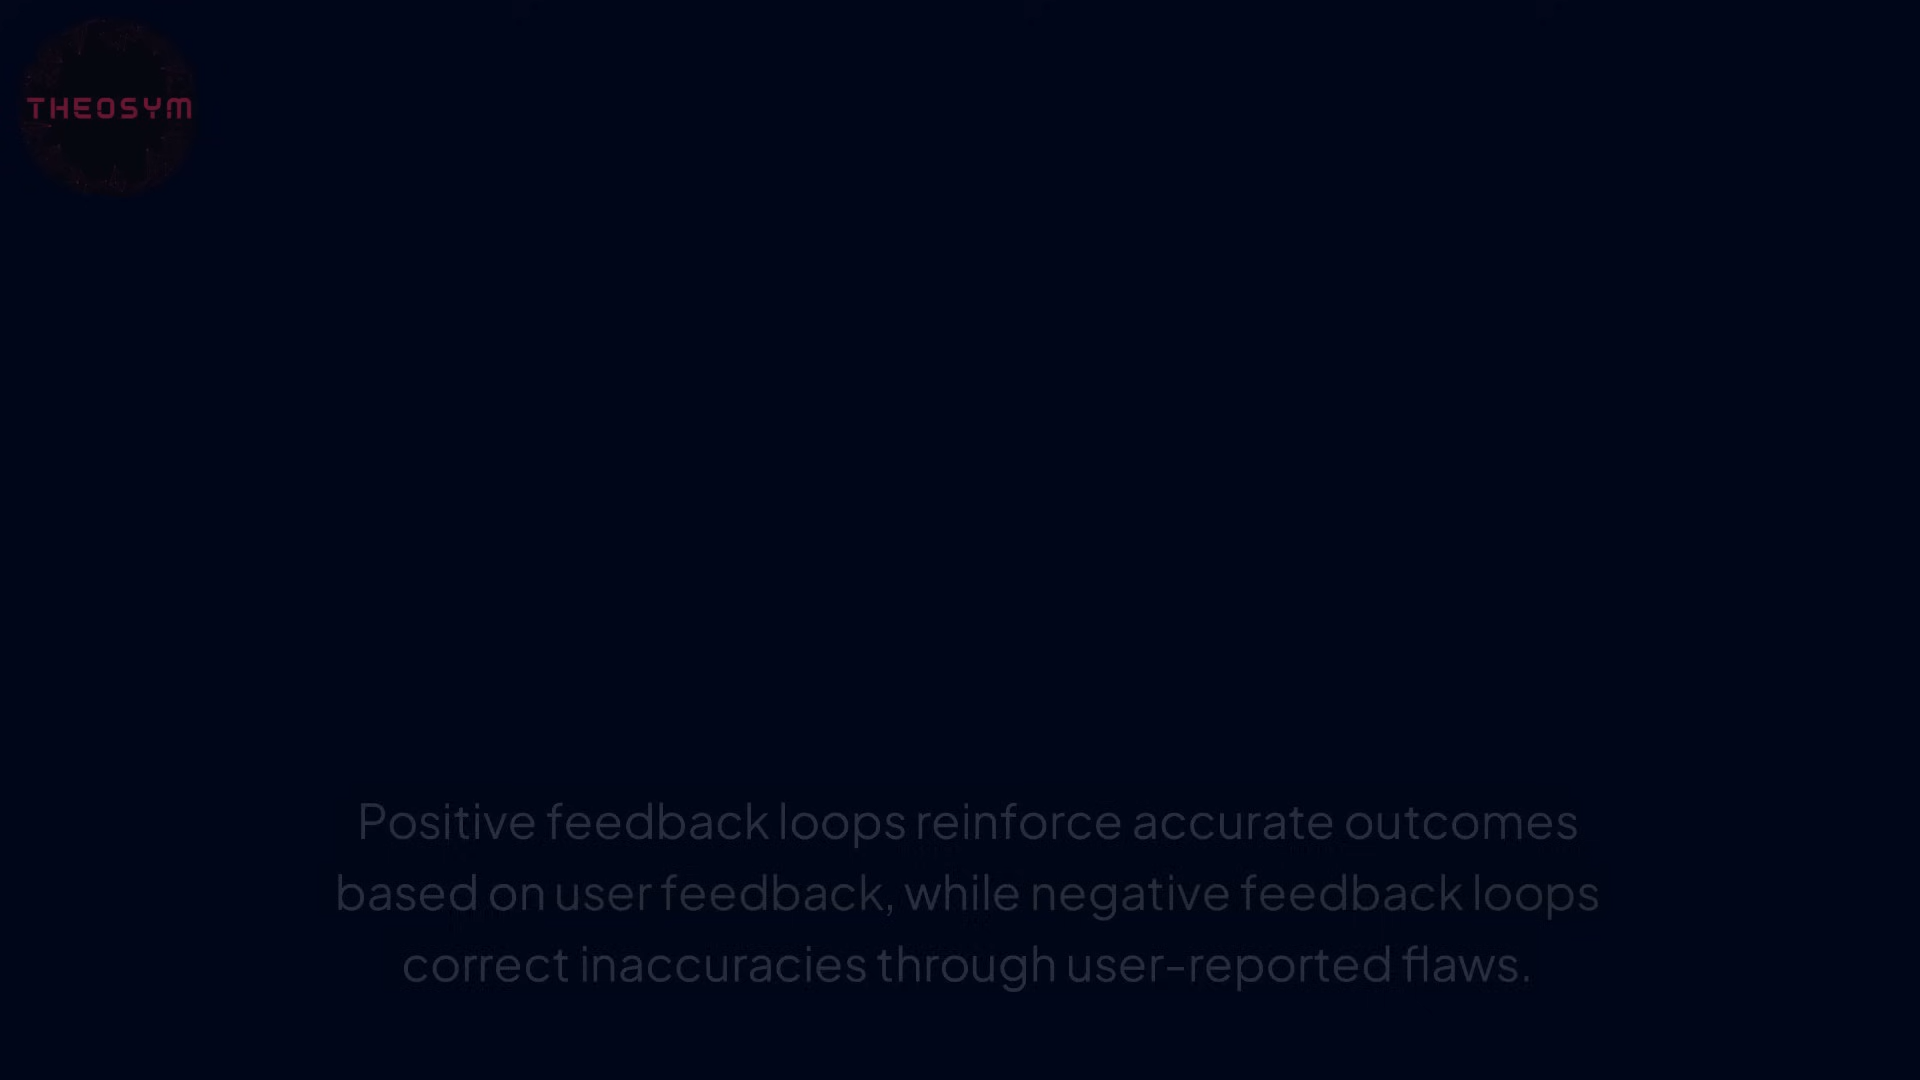 THEOSYM
Positive feedback loops reinforce accurate outcomes
based on user feedback, while negative feedback loops
correct inaccuracies through user-reported flaws.